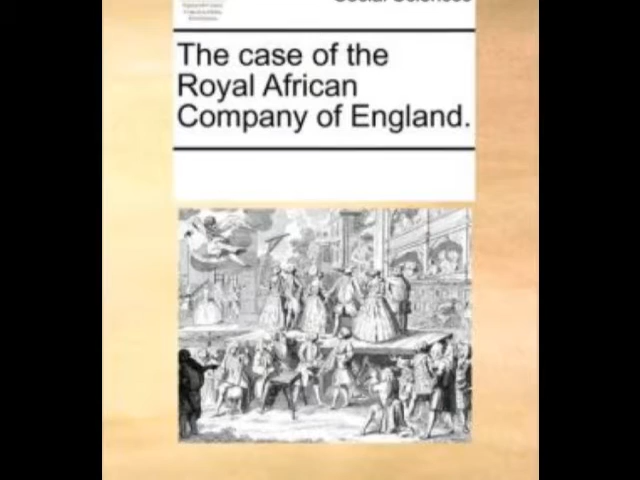 Social Sciences
The case of the
Royal African
Company of England.